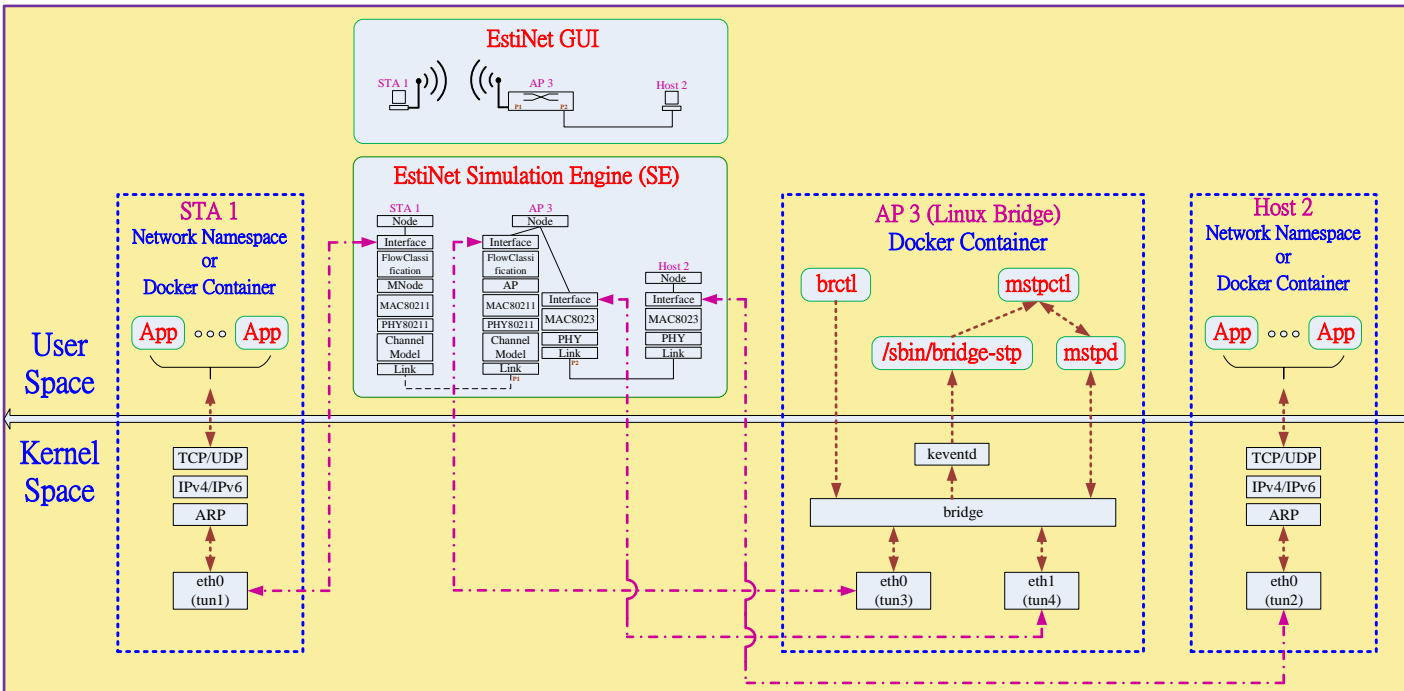 EstiNet GUI
STA 1
AP 3
Host 2
P1
P2
EstiNet Simulation Engine (SE)
STA 1
Node
Interface
FlowClassi
fication
MNode
MAC80211
PHY80211
Channel
Model
Link
AP 3
Node
Interface
FlowClassi
fication
AP
MAC80211
PHY80211
Channel
Model
Link
P1
Interface
MAC8023
PHY
Link
P2
Host 2
Node
Interface
MAC8023
PHY
Link
User
Space
Kernel
Space
STA 1
Network Namespace
or
Docker Container
App
App
TCP/UDP
IPv4/IPv6
ARP
eth0
(tun1)
AP 3 (Linux Bridge)
Docker Container
brctl
mstpctl
/sbin/bridge-stp
mstpd
keventd
bridge
eth0
(tun3)
eth1
(tun4)
Host 2
Network Namespace
or
Docker Container
App
App
TCP/UDP
IPv4/IPv6
ARP
eth0
(tun2)